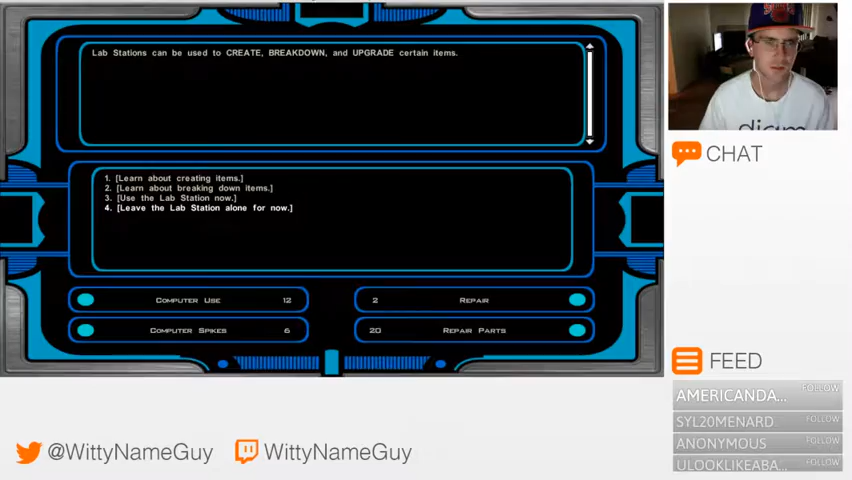 Lab Stations can be used to CREATE, BREAKDOWN, and UPGRADE certain items.
1. [Learn about creating items.]
2. [Learn about breaking down items.]
3. [Use the Lab Station now.]
4. [Leave the Lab Station alone for now.]
COMPUTER USE 12
2 REPAIR
COMPUTER SPIKES 6
20 REPAIR PARTS
CHAT
FEED
AMERICANDA... FOLLOW
SYL20MENARD FOLLOW
ANONYMOUS FOLLOW
ULOOKLIKEABA... FOLLOW
@WittyNameGuy WittyNameGuy